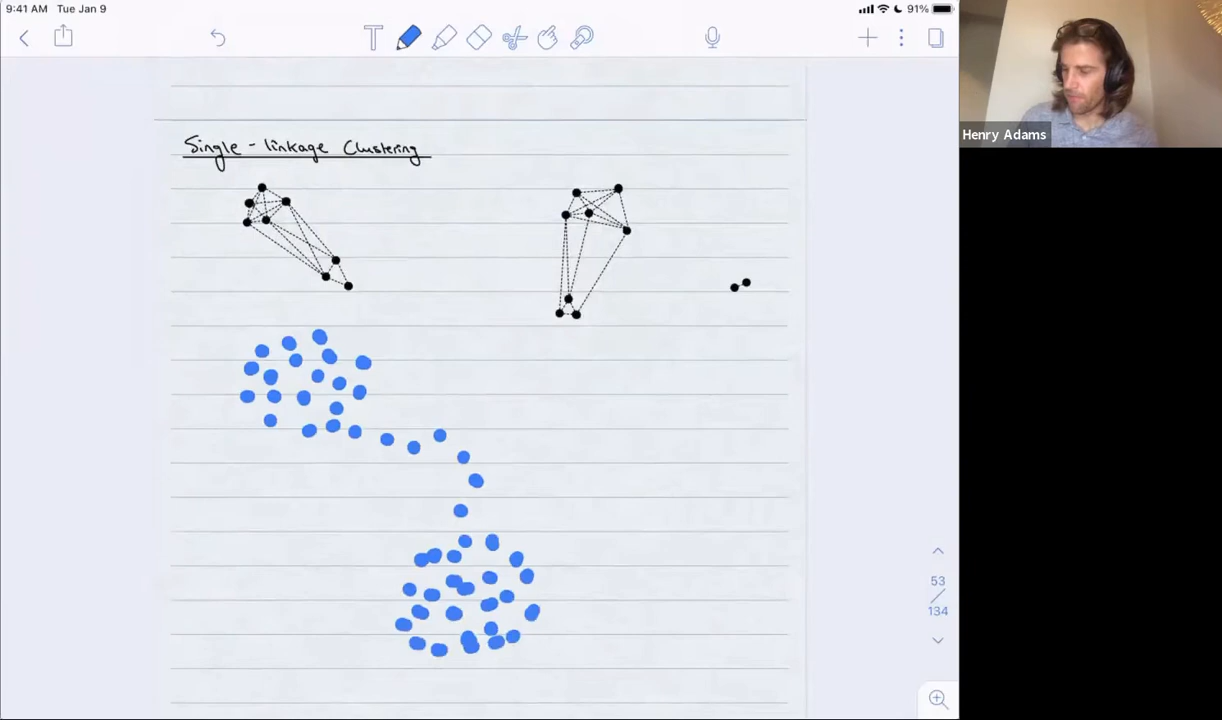 9:41 AM Tue Jan 9
91%
T
Henry Adams
Single-linkage Clustering
53
134